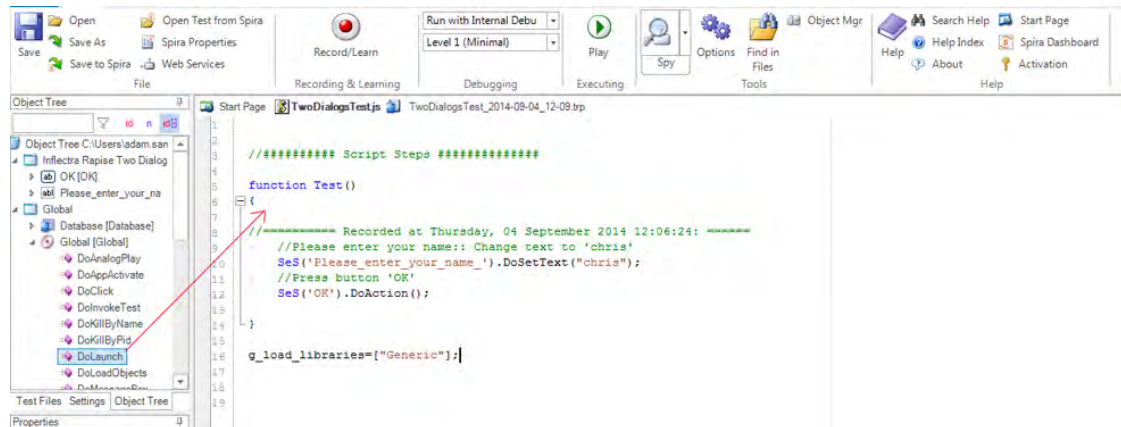 Open
Open Test from Spira
Run with Internal Debu
Object Mgr
Search Help
Start Page
Save
Save As
Spira Properties
Record/Learn
Level 1 (Minimal)
Play
Spy
Options
Find in
Files
Help
Help Index
Spira Dashboard
Save to Spira
Web Services
About
Activation
File
Recording & Learning
Debugging
Executing
Tools
Help
Object Tree
Start Page
TwoDialogsTest.js
TwoDialogsTest_2014-09-04_12-09.trp
id n id
Object Tree C:\Users\adam.san
Inflectra Rapise Two Dialog
OK [OK]
Please_enter_your_na
Global
Database [Database]
Global [Global]
DoAnalogPlay
DoAppActivate
DoClick
DoInvokeTest
DoKillByName
DoKillByPid
DoLaunch
DoLoadObjects
DoMessageBox
Test Files Settings Object Tree
Properties
1
2
3 //########## Script Steps ##############
4
5 function Test()
6 {
7
8 //========== Recorded at Thursday, 04 September 2014 12:06:24: ======
9 //Please enter your name:: Change text to 'chris'
10 SeS('Please_enter_your_name_').DoSetText("chris");
11 //Press button 'OK'
12 SeS('OK').DoAction();
13
14 }
15
16 g_load_libraries=["Generic"];
17
18
19